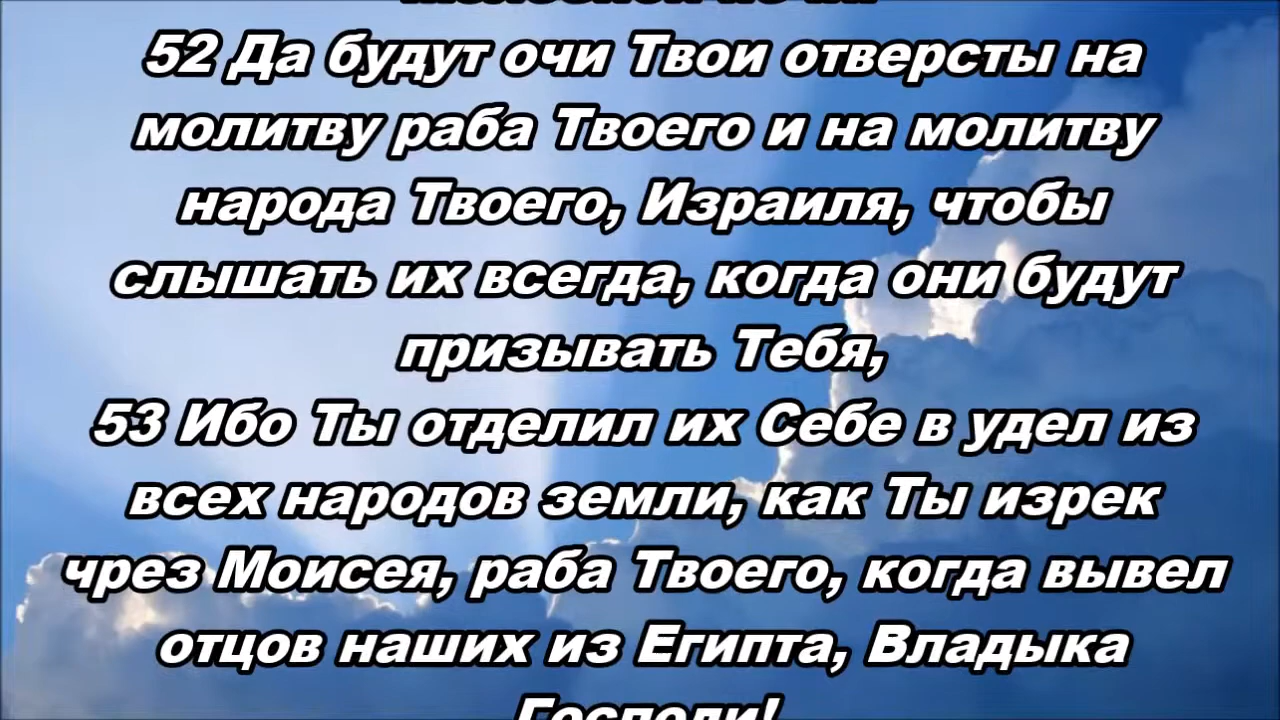 52 Да будут очи Твои отверсты на
молитву раба Твоего и на молитву
народа Твоего, Израиля, чтобы
слышать их всегда, когда они будут
призывать Тебя,
53 Ибо Ты отделил их Себе в удел из
всех народов земли, как Ты изрек
чрез Моисея, раба Твоего, когда вывел
отцов наших из Египта, Владыка
Господи!